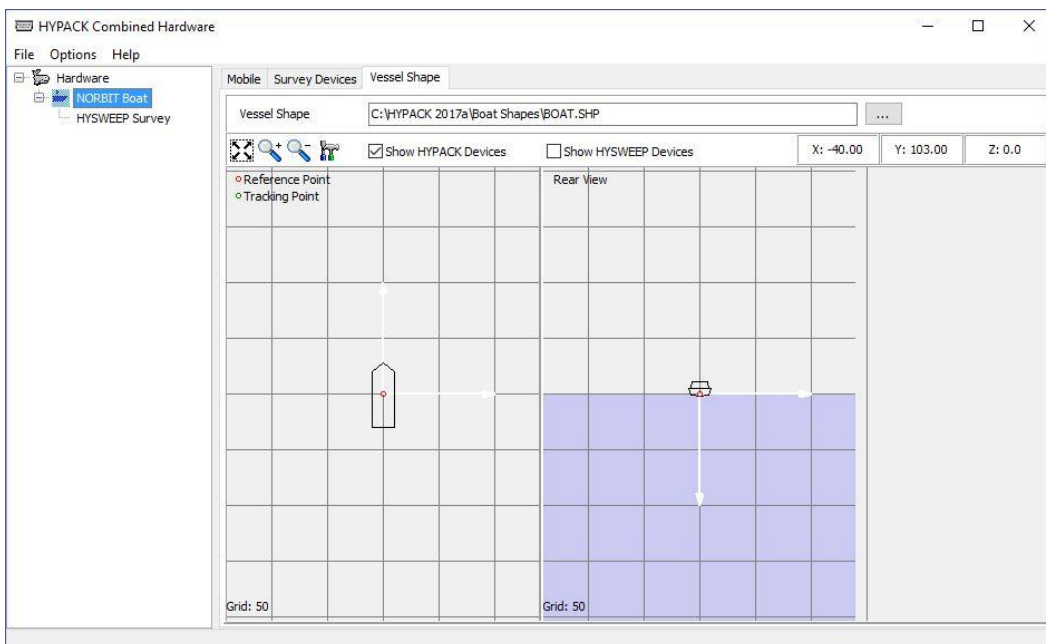 HYPACK Combined Hardware
File Options Help
Hardware
NORBIT Boat
HYSWEEP Survey
Mobile Survey Devices Vessel Shape
Vessel Shape C:\HYPACK 2017a\Boat Shapes\BOAT.SHP ...
Show HYPACK Devices Show HYSWEEP Devices X: -40.00 Y: 103.00 Z: 0.0
Reference Point
Tracking Point
Rear View
Grid: 50
Grid: 50